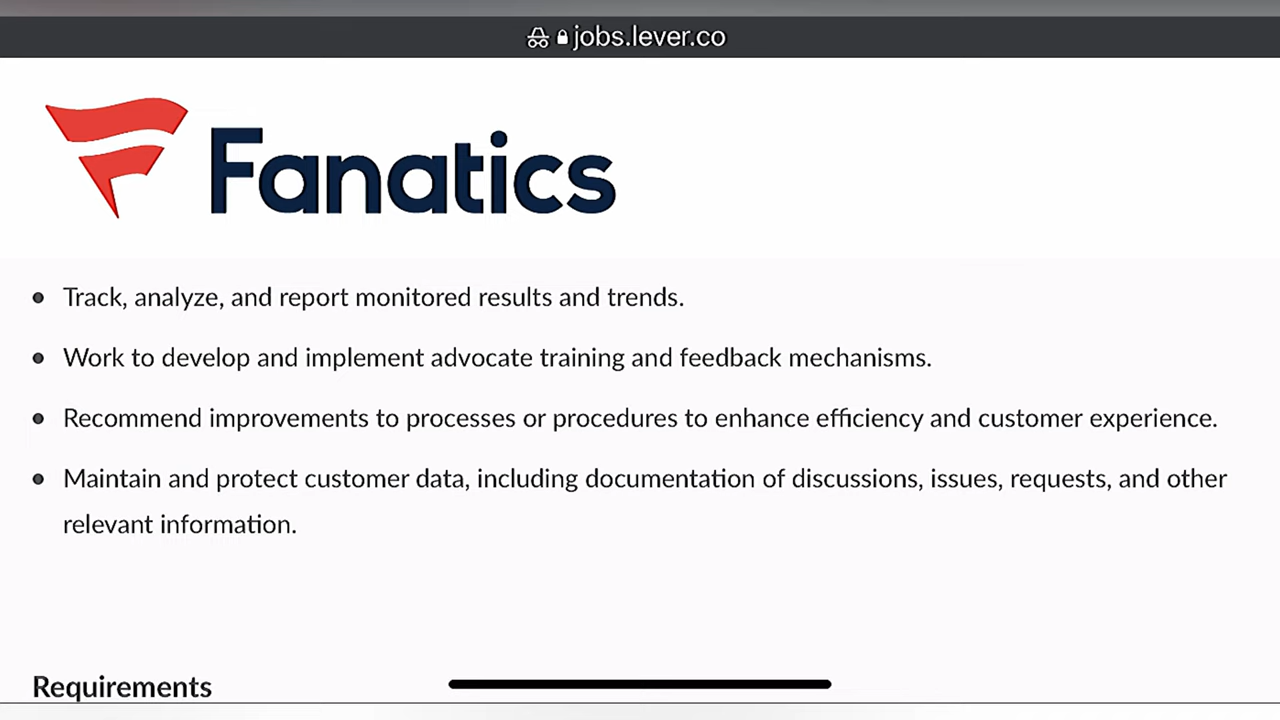 jobs.lever.co
Fanatics
Track, analyze, and report monitored results and trends.
Work to develop and implement advocate training and feedback mechanisms.
Recommend improvements to processes or procedures to enhance efficiency and customer experience.
Maintain and protect customer data, including documentation of discussions, issues, requests, and other
relevant information.
Requirements